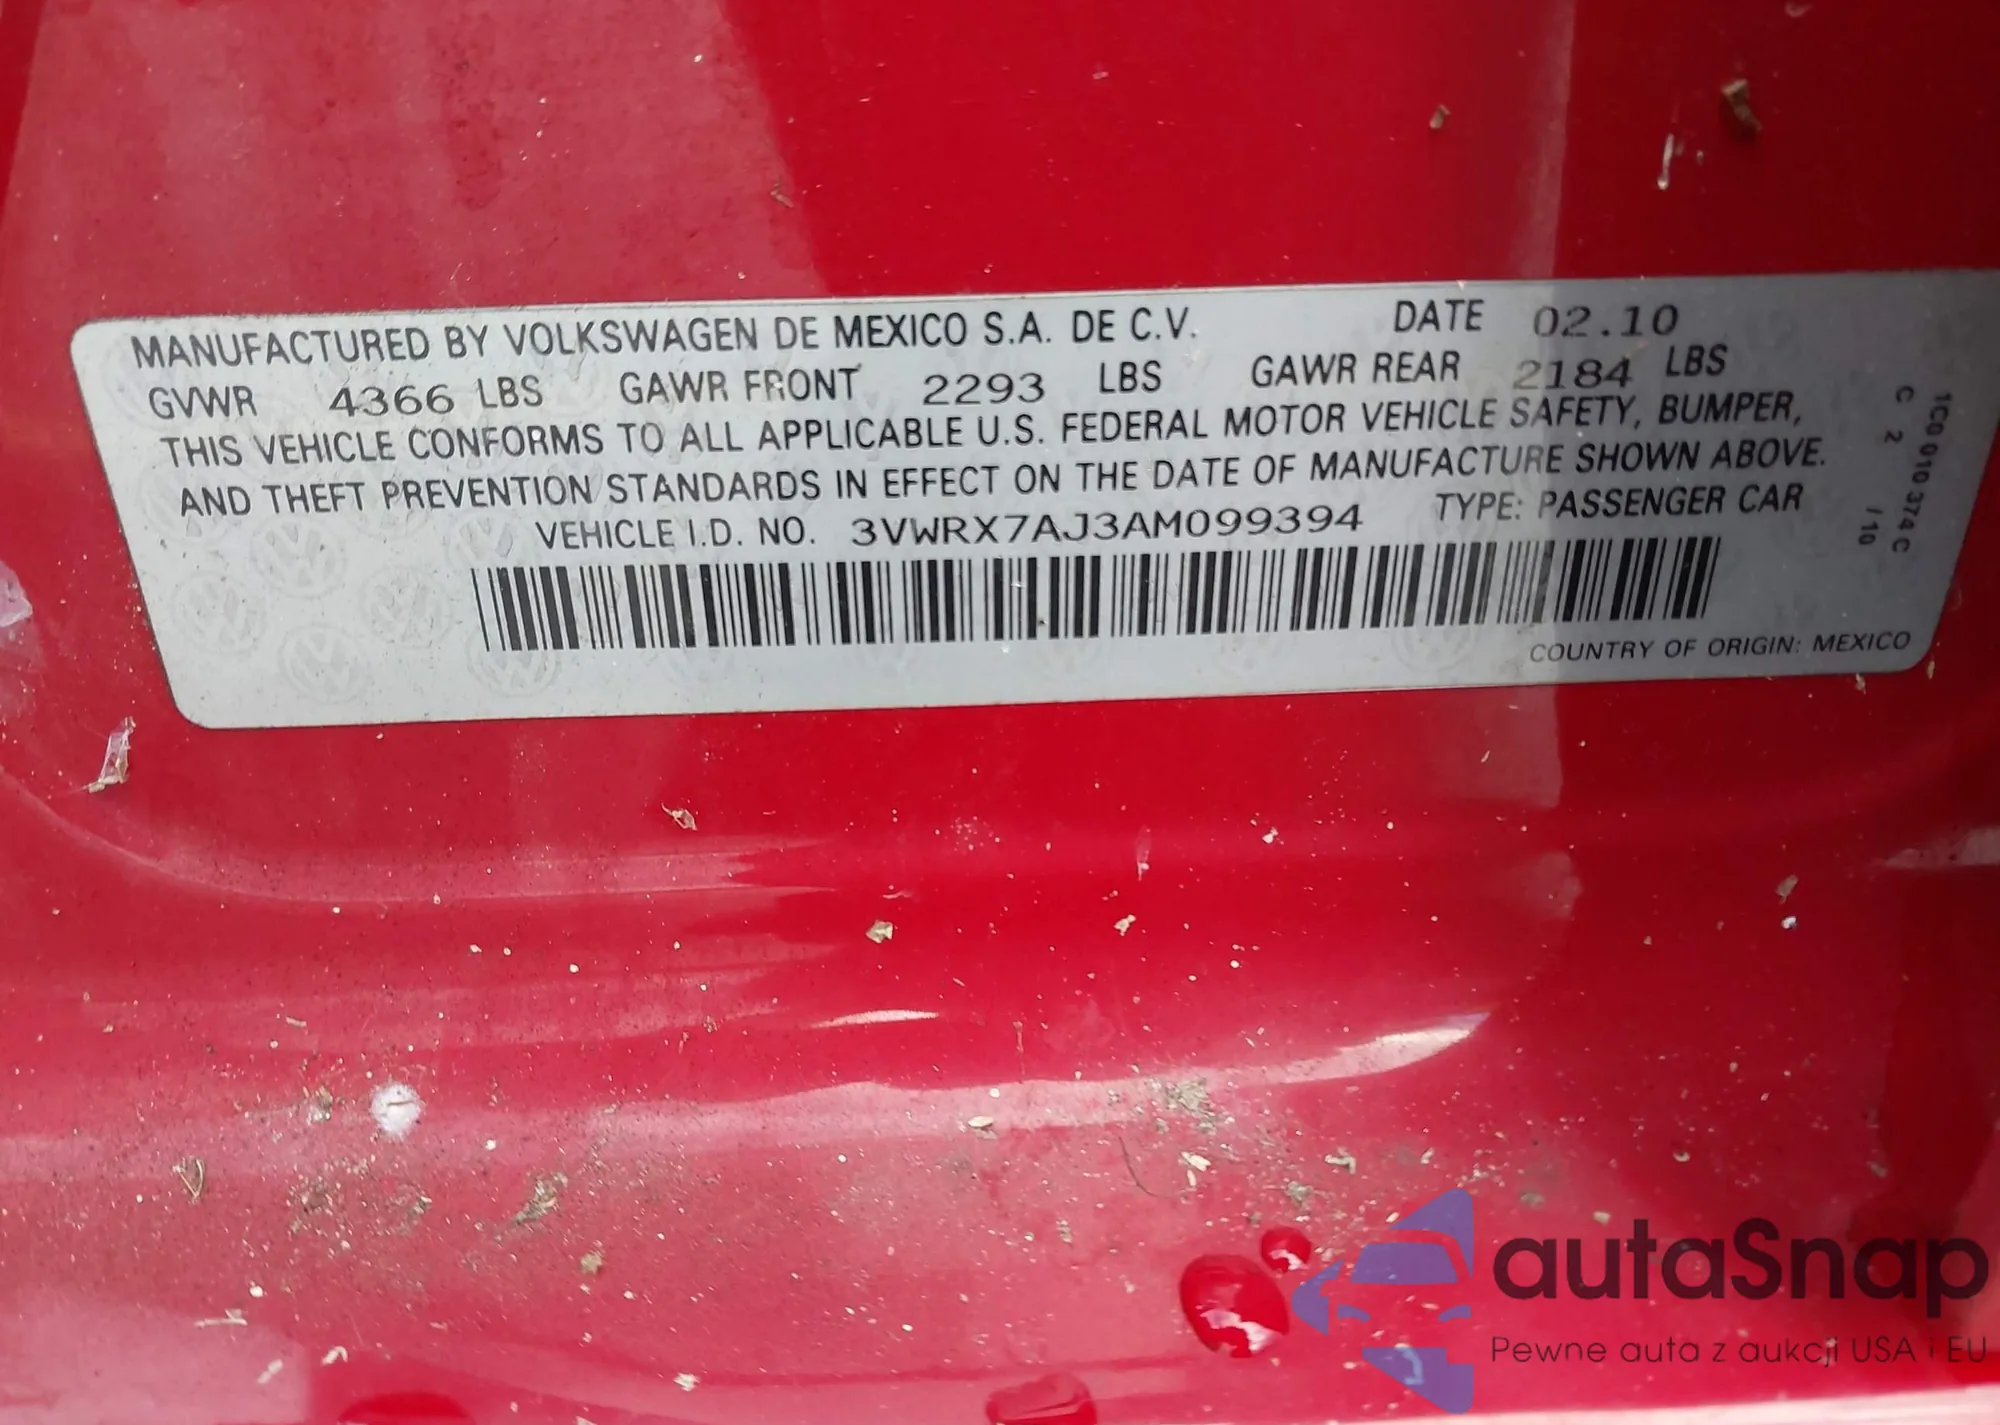 MANUFACTURED BY VOLKSWAGEN DE MEXICO S.A. DE C.V. DATE 02.10
GVWR 4366 LBS GAWR FRONT 2293 LBS GAWR REAR 2184 LBS
THIS VEHICLE CONFORMS TO ALL APPLICABLE U.S. FEDERAL MOTOR VEHICLE SAFETY, BUMPER,
AND THEFT PREVENTION STANDARDS IN EFFECT ON THE DATE OF MANUFACTURE SHOWN ABOVE.
VEHICLE I.D. NO. 3VWRX7AJ3AM099394 TYPE: PASSENGER CAR
COUNTRY OF ORIGIN: MEXICO
1C0 010 374 C
C 2 / 10
autaSnap
Pewne auta z aukcji USA i EU